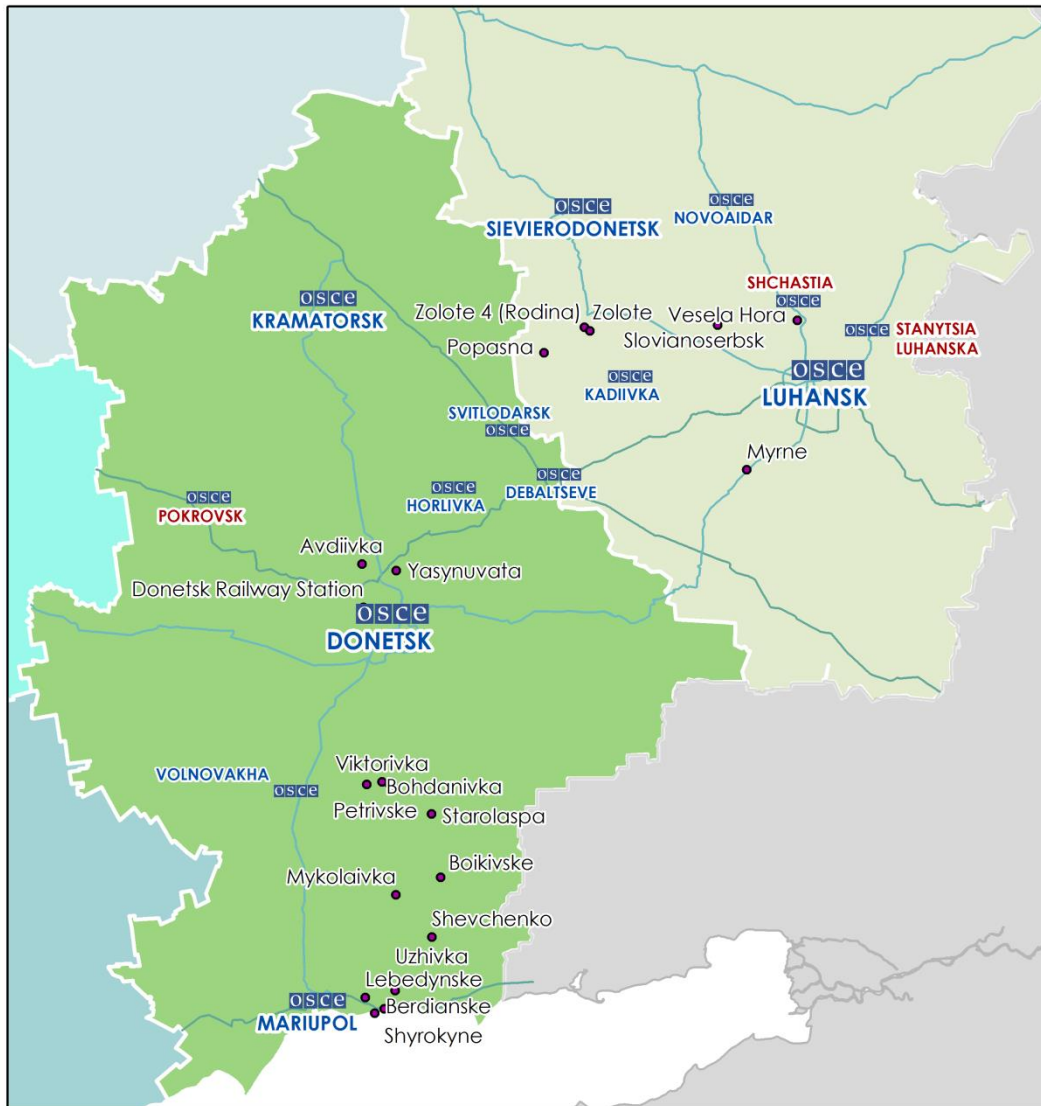 osce
SIEVIERODONETSK
osce
NOVOAIDAR
SHCHASTIA
osce
osce
KRAMATORSK
Zolote 4 (Rodina)
Zolote
Vesela Hora
Slovianoserbsk
Popasna
osce
STANYTSIA
LUHANSKA
osce
LUHANSK
osce
KADIIVKA
SVITLODARSK
osce
Myrne
osce
DEBALTSEVE
osce
HORLIVKA
osce
POKROVSK
Avdiivka
Yasynuvata
Donetsk Railway Station
osce
DONETSK
Viktorivka
Bohdanivka
VOLNOVAKHA
osce
Petrivske
Starolaspa
Boikivske
Mykolaivka
Shevchenko
Uzhivka
Lebedynske
osce
MARIUPOL
Berdianske
Shyrokyne